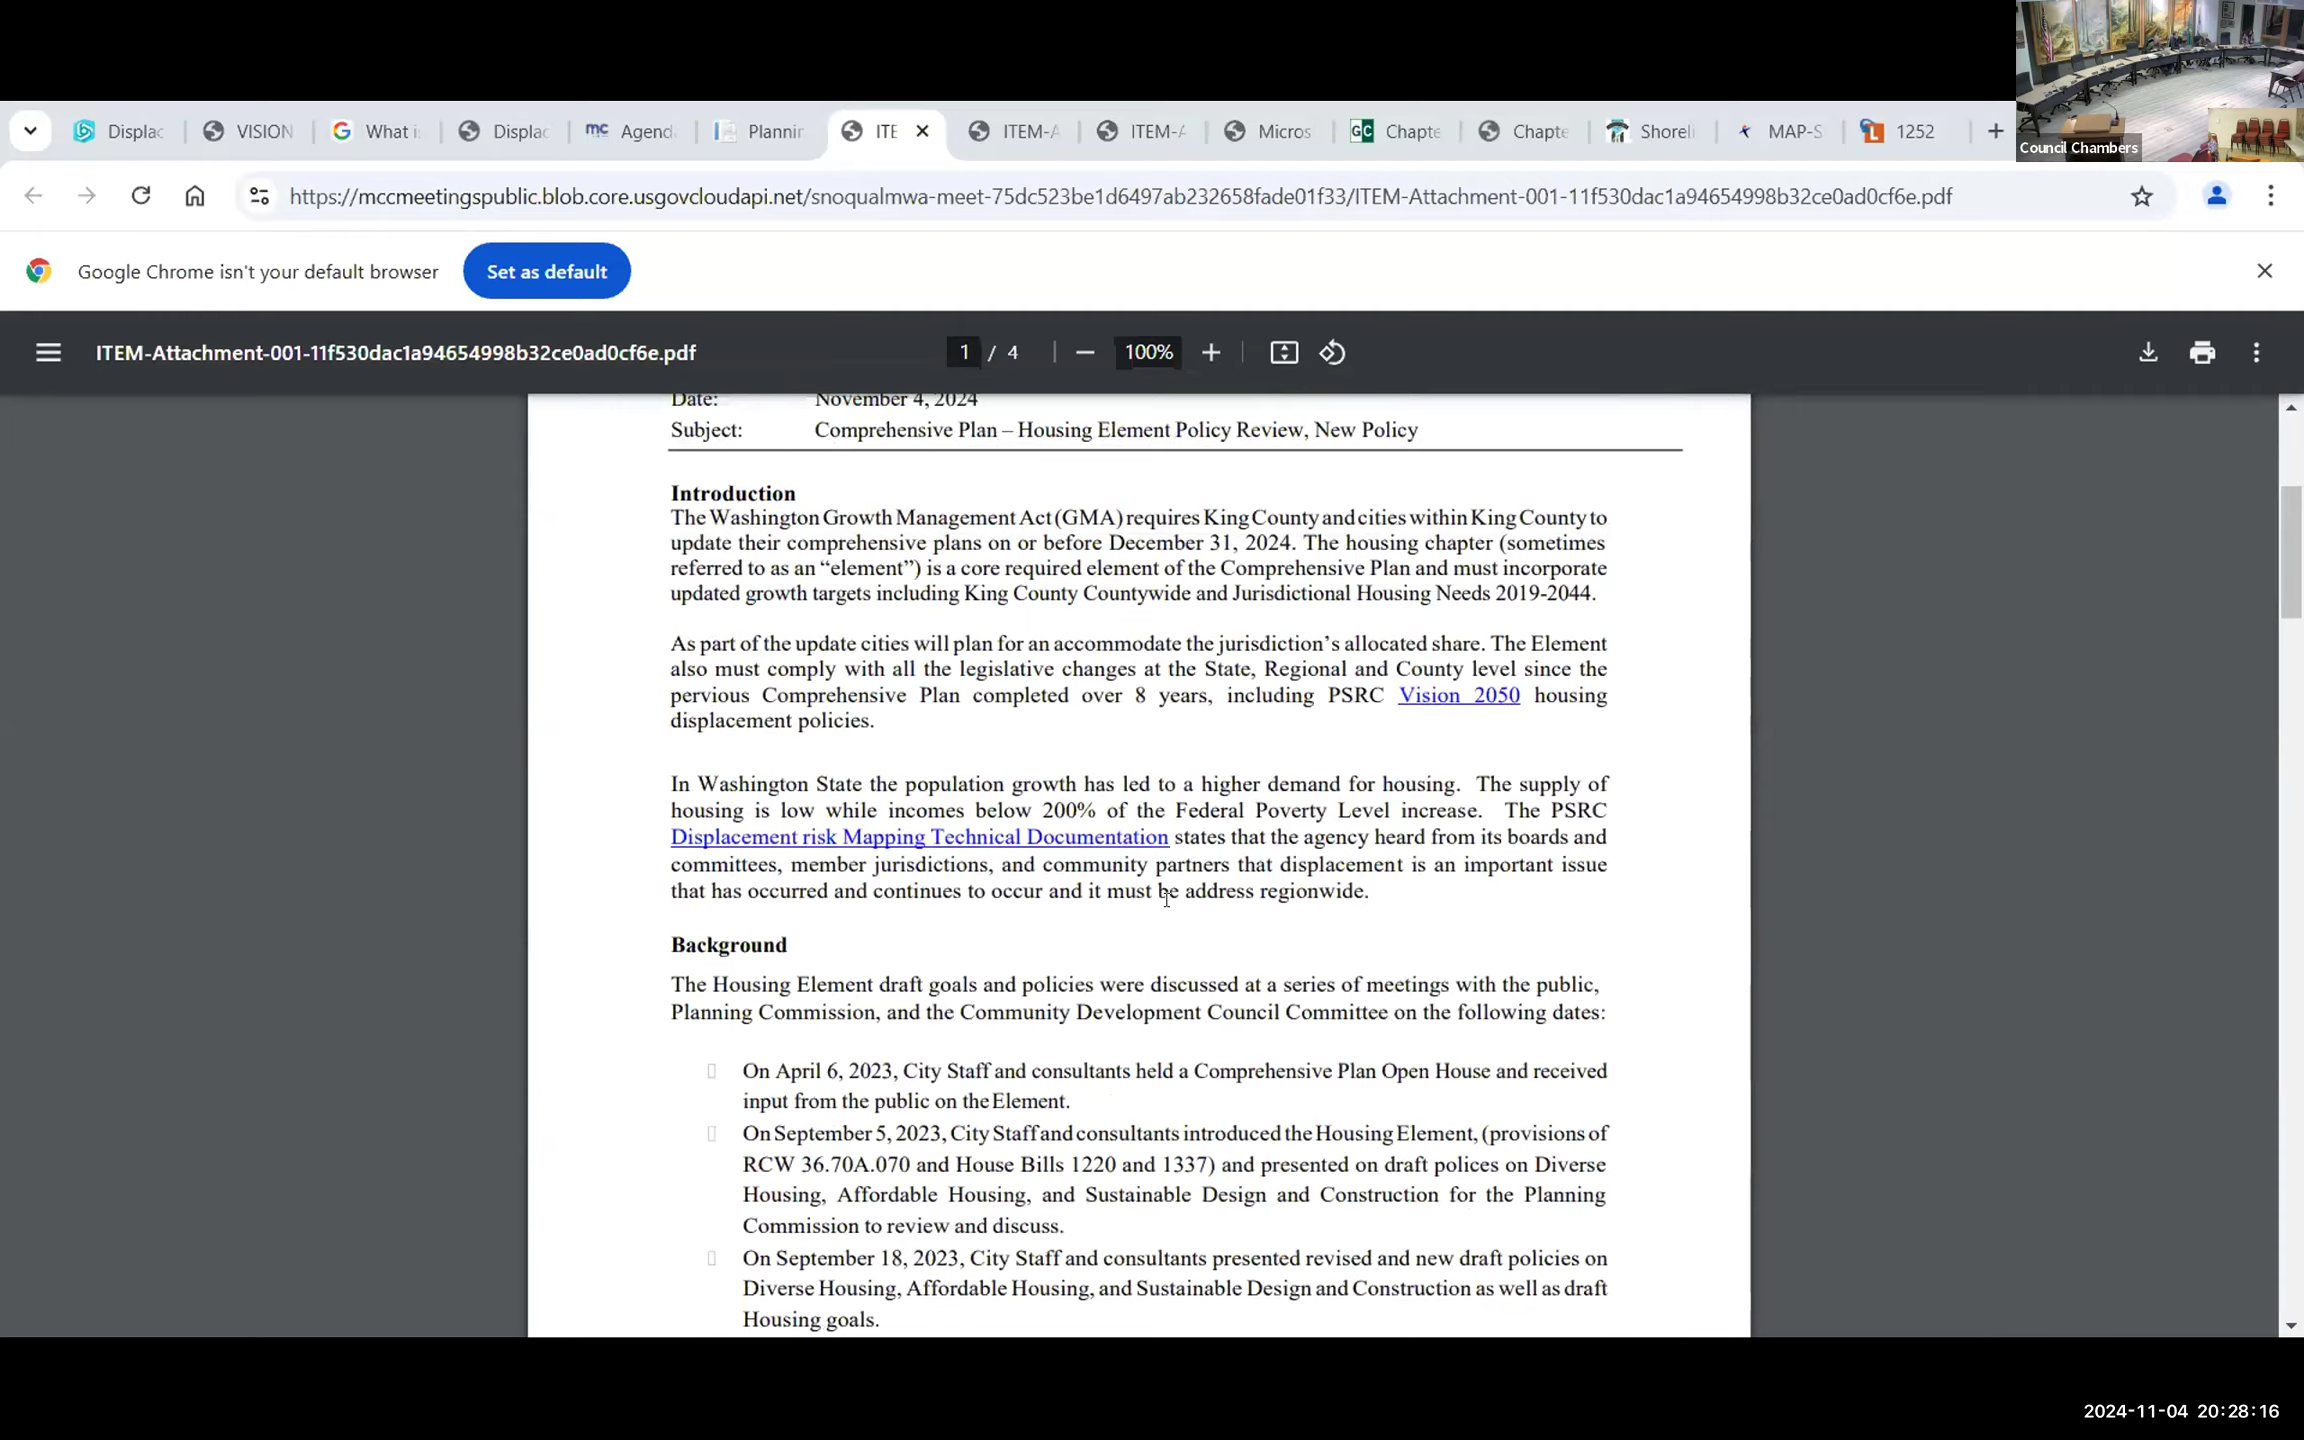 Council Chambers
Displac
VISION
What i
Displac
Agend
Plannin
ITE
ITEM-A
ITEM-A
Micros
Chapte
Chapte
Shoreli
MAP-S
1252
https://mccmeetingspublic.blob.core.usgovcloudapi.net/snoqualmwa-meet-75dc523be1d6497ab232658fade01f33/ITEM-Attachment-001-11f530dac1a94654998b32ce0ad0cf6e.pdf
Google Chrome isn't your default browser
Set as default
ITEM-Attachment-001-11f530dac1a94654998b32ce0ad0cf6e.pdf
1 / 4
100%
Date: November 4, 2024
Subject: Comprehensive Plan – Housing Element Policy Review, New Policy
Introduction
The Washington Growth Management Act (GMA) requires King County and cities within King County to
update their comprehensive plans on or before December 31, 2024. The housing chapter (sometimes
referred to as an “element”) is a core required element of the Comprehensive Plan and must incorporate
updated growth targets including King County Countywide and Jurisdictional Housing Needs 2019-2044.
As part of the update cities will plan for an accommodate the jurisdiction’s allocated share. The Element
also must comply with all the legislative changes at the State, Regional and County level since the
pervious Comprehensive Plan completed over 8 years, including PSRC Vision 2050 housing
displacement policies.
In Washington State the population growth has led to a higher demand for housing. The supply of
housing is low while incomes below 200% of the Federal Poverty Level increase. The PSRC
Displacement risk Mapping Technical Documentation states that the agency heard from its boards and
committees, member jurisdictions, and community partners that displacement is an important issue
that has occurred and continues to occur and it must be address regionwide.
Background
The Housing Element draft goals and policies were discussed at a series of meetings with the public,
Planning Commission, and the Community Development Council Committee on the following dates:
On April 6, 2023, City Staff and consultants held a Comprehensive Plan Open House and received
input from the public on the Element.
On September 5, 2023, City Staff and consultants introduced the Housing Element, (provisions of
RCW 36.70A.070 and House Bills 1220 and 1337) and presented on draft polices on Diverse
Housing, Affordable Housing, and Sustainable Design and Construction for the Planning
Commission to review and discuss.
On September 18, 2023, City Staff and consultants presented revised and new draft policies on
Diverse Housing, Affordable Housing, and Sustainable Design and Construction as well as draft
Housing goals.
2024-11-04 20:28:16